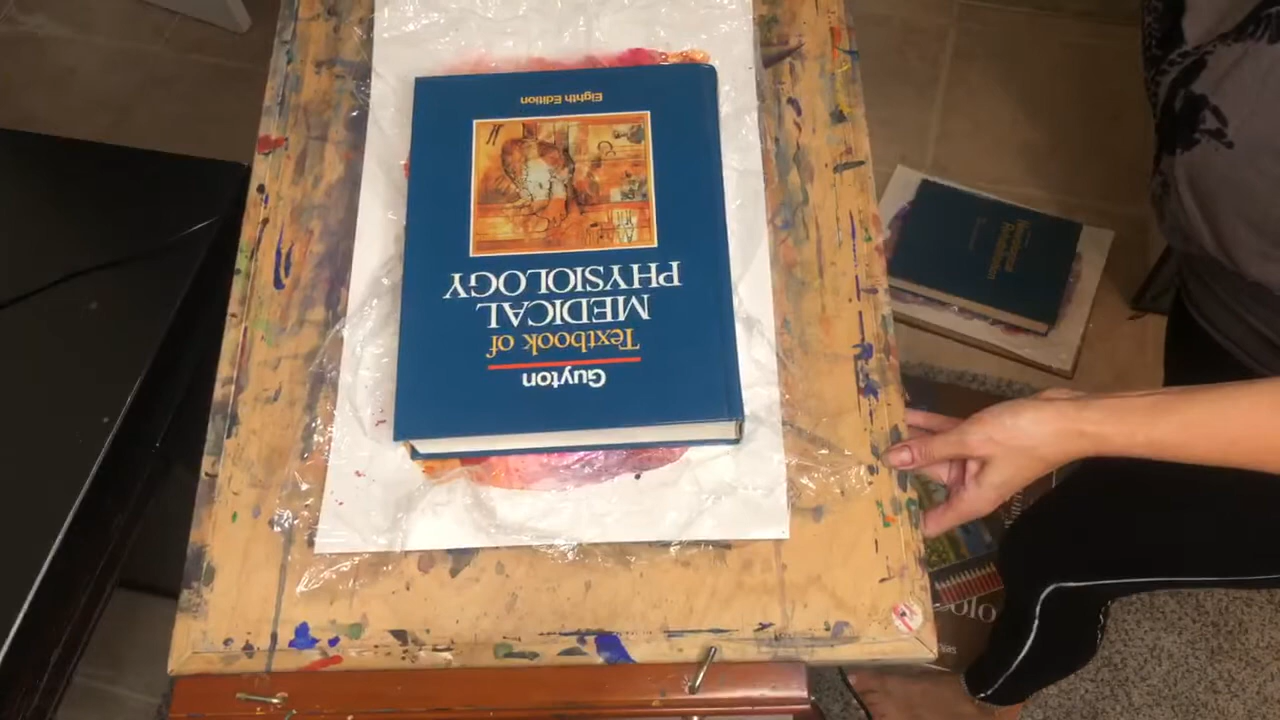 Guyton
Textbook of
MEDICAL
PHYSIOLOGY
Eighth Edition